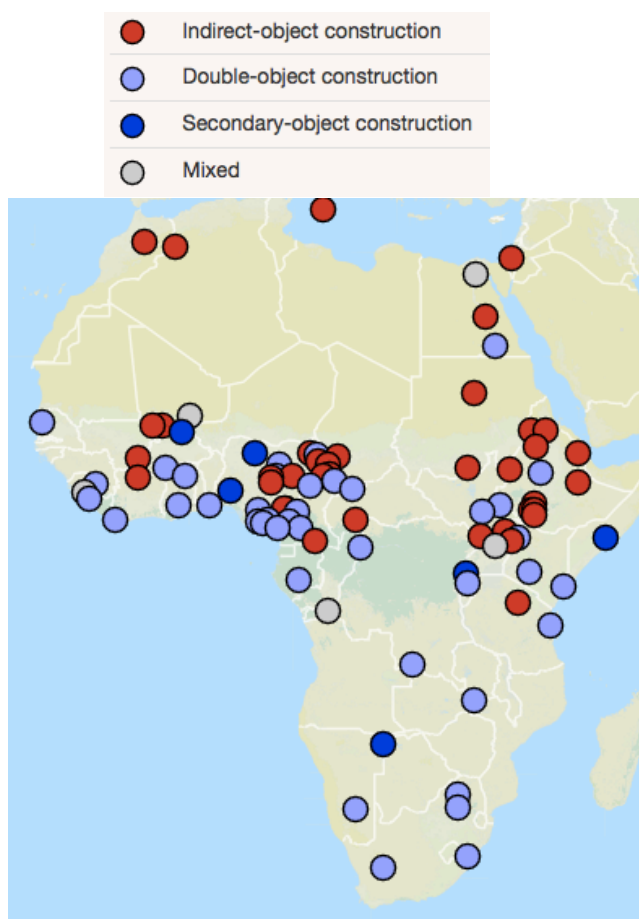 Indirect-object construction
Double-object construction
Secondary-object construction
Mixed